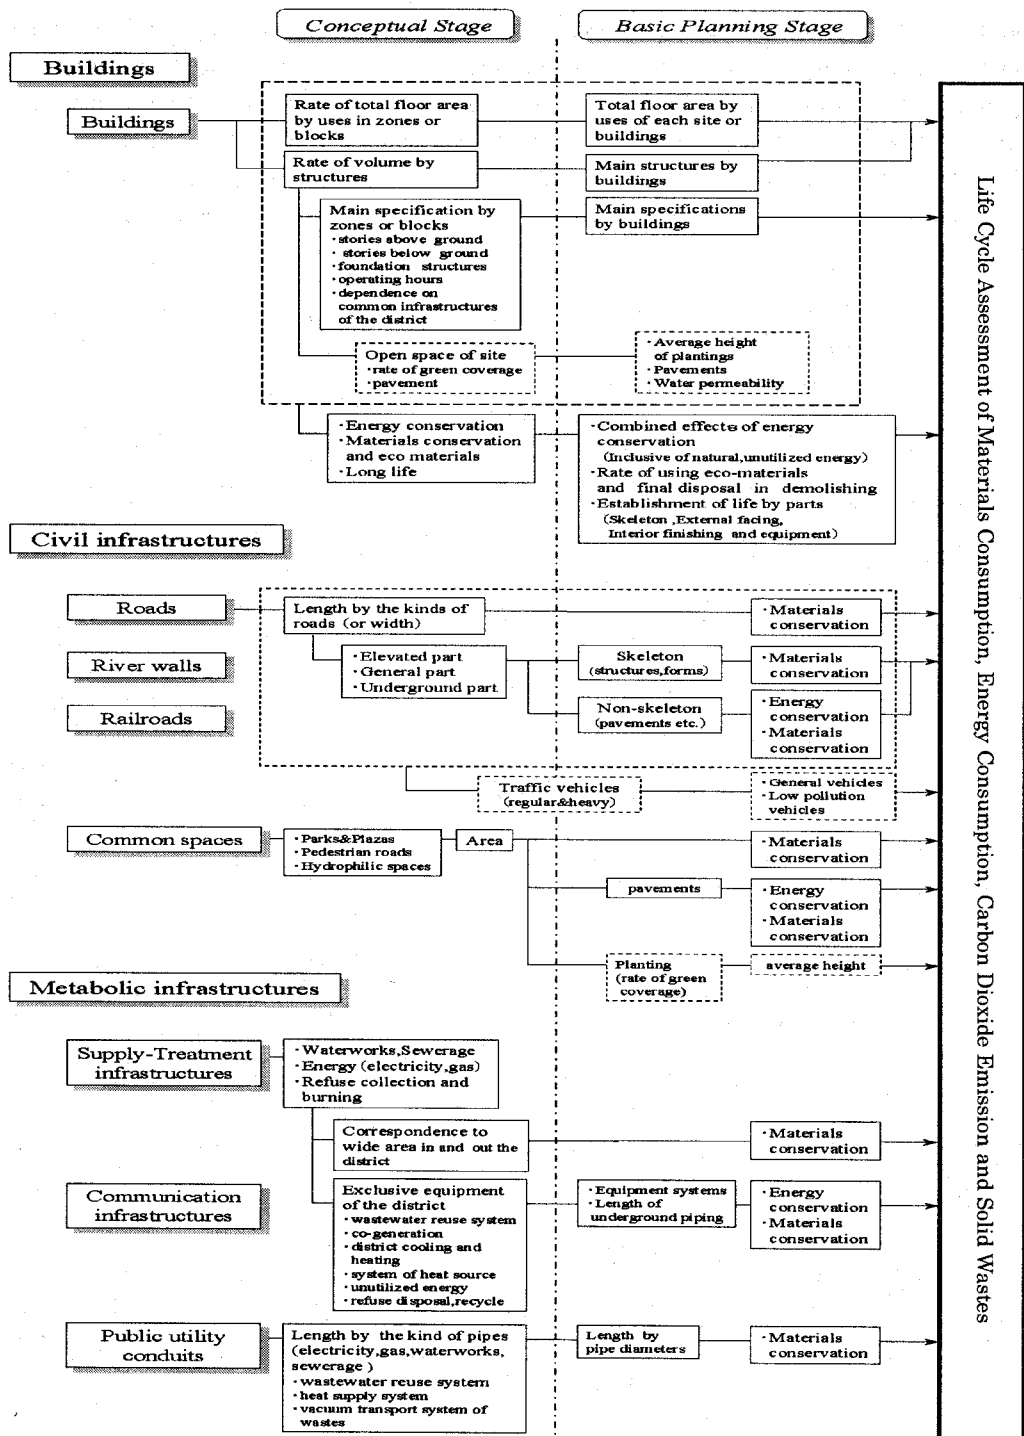 Conceptual Stage
Basic Planning Stage
Buildings
Buildings
Rate of total floor area
by uses in zones or
blocks
Total floor area by
uses of each site or
buildings
Rate of volume by
structures
Main structures by
buildings
Main specification by
zones or blocks
・stories above ground
・stories below ground
・foundation structures
・operating hours
・dependence on
common infrastructures
of the district
Main specifications
by buildings
Open space of site
・rate of green coverage
・pavement
・Average height
of plantings
・Pavements
・Water permeability
・Energy conservation
・Materials conservation
and eco materials
・Long life
・Combined effects of energy
conservation
(Inclusive of natural,unutilized energy)
・Rate of using eco-materials
and final disposal in demolishing
・Establishment of life by parts
(Skeleton ,External facing,
Interior finishing and equipment)
Civil infrastructures
Roads
Length by the kinds of
roads (or width)
・Materials
conservation
River walls
・Elevated part
・General part
・Underground part
Skeleton
(structures,forms)
・Materials
conservation
Railroads
Non-skeleton
(pavements etc.)
・Energy
conservation
・Materials
conservation
Traffic vehicles
(regular&heavy)
・General vehicles
・Low pollution
vehicles
Common spaces
・Parks&Plazas
・Pedestrian roads
・Hydrophilic spaces
Area
・Materials
conservation
pavements
・Energy
conservation
・Materials
conservation
Planting
(rate of green
coverage)
average height
Metabolic infrastructures
Supply-Treatment
infrastructures
・Waterworks,Sewerage
・Energy (electricity,gas)
・Refuse collection and
burning
Correspondence to
wide area in and out the
district
・Materials
conservation
Communication
infrastructures
Exclusive equipment
of the district
・wastewater reuse system
・co-generation
・district cooling and
heating
・system of heat source
・unutilized energy
・refuse disposal,recycle
・Equipment systems
・Length of
underground piping
・Energy
conservation
・Materials
conservation
Public utility
conduits
Length by the kind of pipes
(electricity,gas,waterworks,
sewerage )
・wastewater reuse system
・heat supply system
・vacuum transport system of
wastes
Length by
pipe diameters
・Materials
conservation
Life Cycle Assessment of Materials Consumption, Energy Consumption, Carbon Dioxide Emission and Solid Wastes